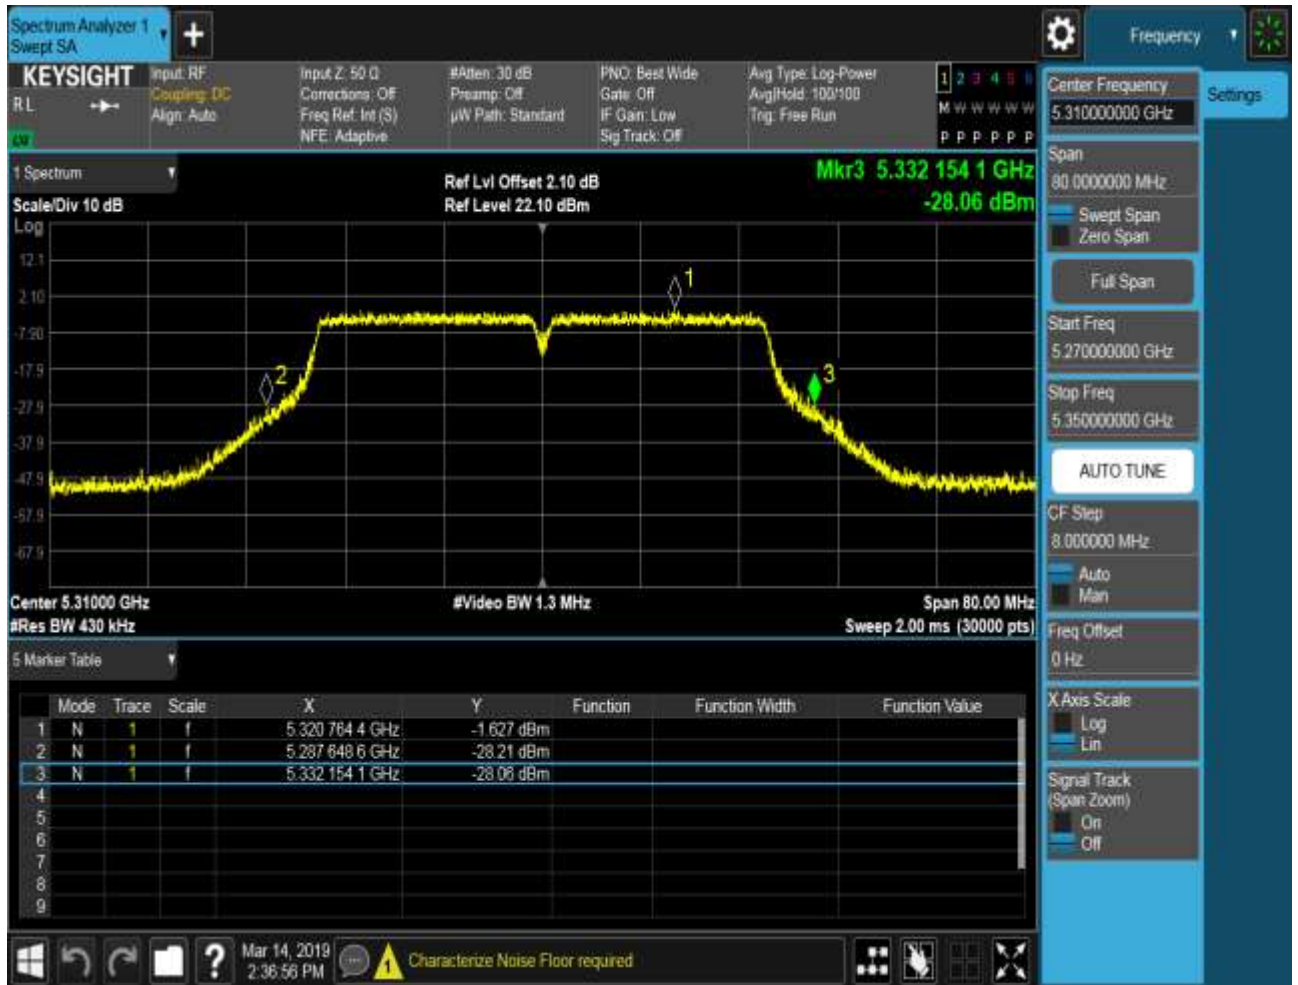 Spectrum Analyzer 1
Swept SA
Frequency
KEYSIGHT
R L
Input: RF
Coupling: DC
Align: Auto
Input Z: 50 Ω
Corrections: Off
Freq Ref: Int (S)
NFE: Adaptive
#Atten: 30 dB
Preamp: Off
µW Path: Standard
PNO: Best Wide
Gate: Off
IF Gain: Low
Sig Track: Off
Avg Type: Log-Power
Avg|Hold: 100/100
Trig: Free Run
1 2 3 4 5 6
M W W W W W
P P P P P P
1 Spectrum
Scale/Div 10 dB
Ref Lvl Offset 2.10 dB
Ref Level 22.10 dBm
Mkr3 5.332 154 1 GHz
-28.06 dBm
Log
12.1
2.10
-7.90
-17.9
-27.9
-37.9
-47.9
-57.9
-67.9
1
2
3
Center 5.31000 GHz
#Video BW 1.3 MHz
Span 80.00 MHz
#Res BW 430 kHz
Sweep 2.00 ms (30000 pts)
5 Marker Table
Mode Trace Scale X Y Function Function Width Function Value
1 N 1 f 5.320 764 4 GHz -1.627 dBm
2 N 1 f 5.287 648 6 GHz -28.21 dBm
3 N 1 f 5.332 154 1 GHz -28.06 dBm
4
5
6
7
8
9
Mar 14, 2019
2:36:56 PM
1
Characterize Noise Floor required
Center Frequency
5.310000000 GHz
Settings
Span
80.0000000 MHz
Swept Span
Zero Span
Full Span
Start Freq
5.270000000 GHz
Stop Freq
5.350000000 GHz
AUTO TUNE
CF Step
8.000000 MHz
Auto
Man
Freq Offset
0 Hz
X Axis Scale
Log
Lin
Signal Track
(Span Zoom)
On
Off